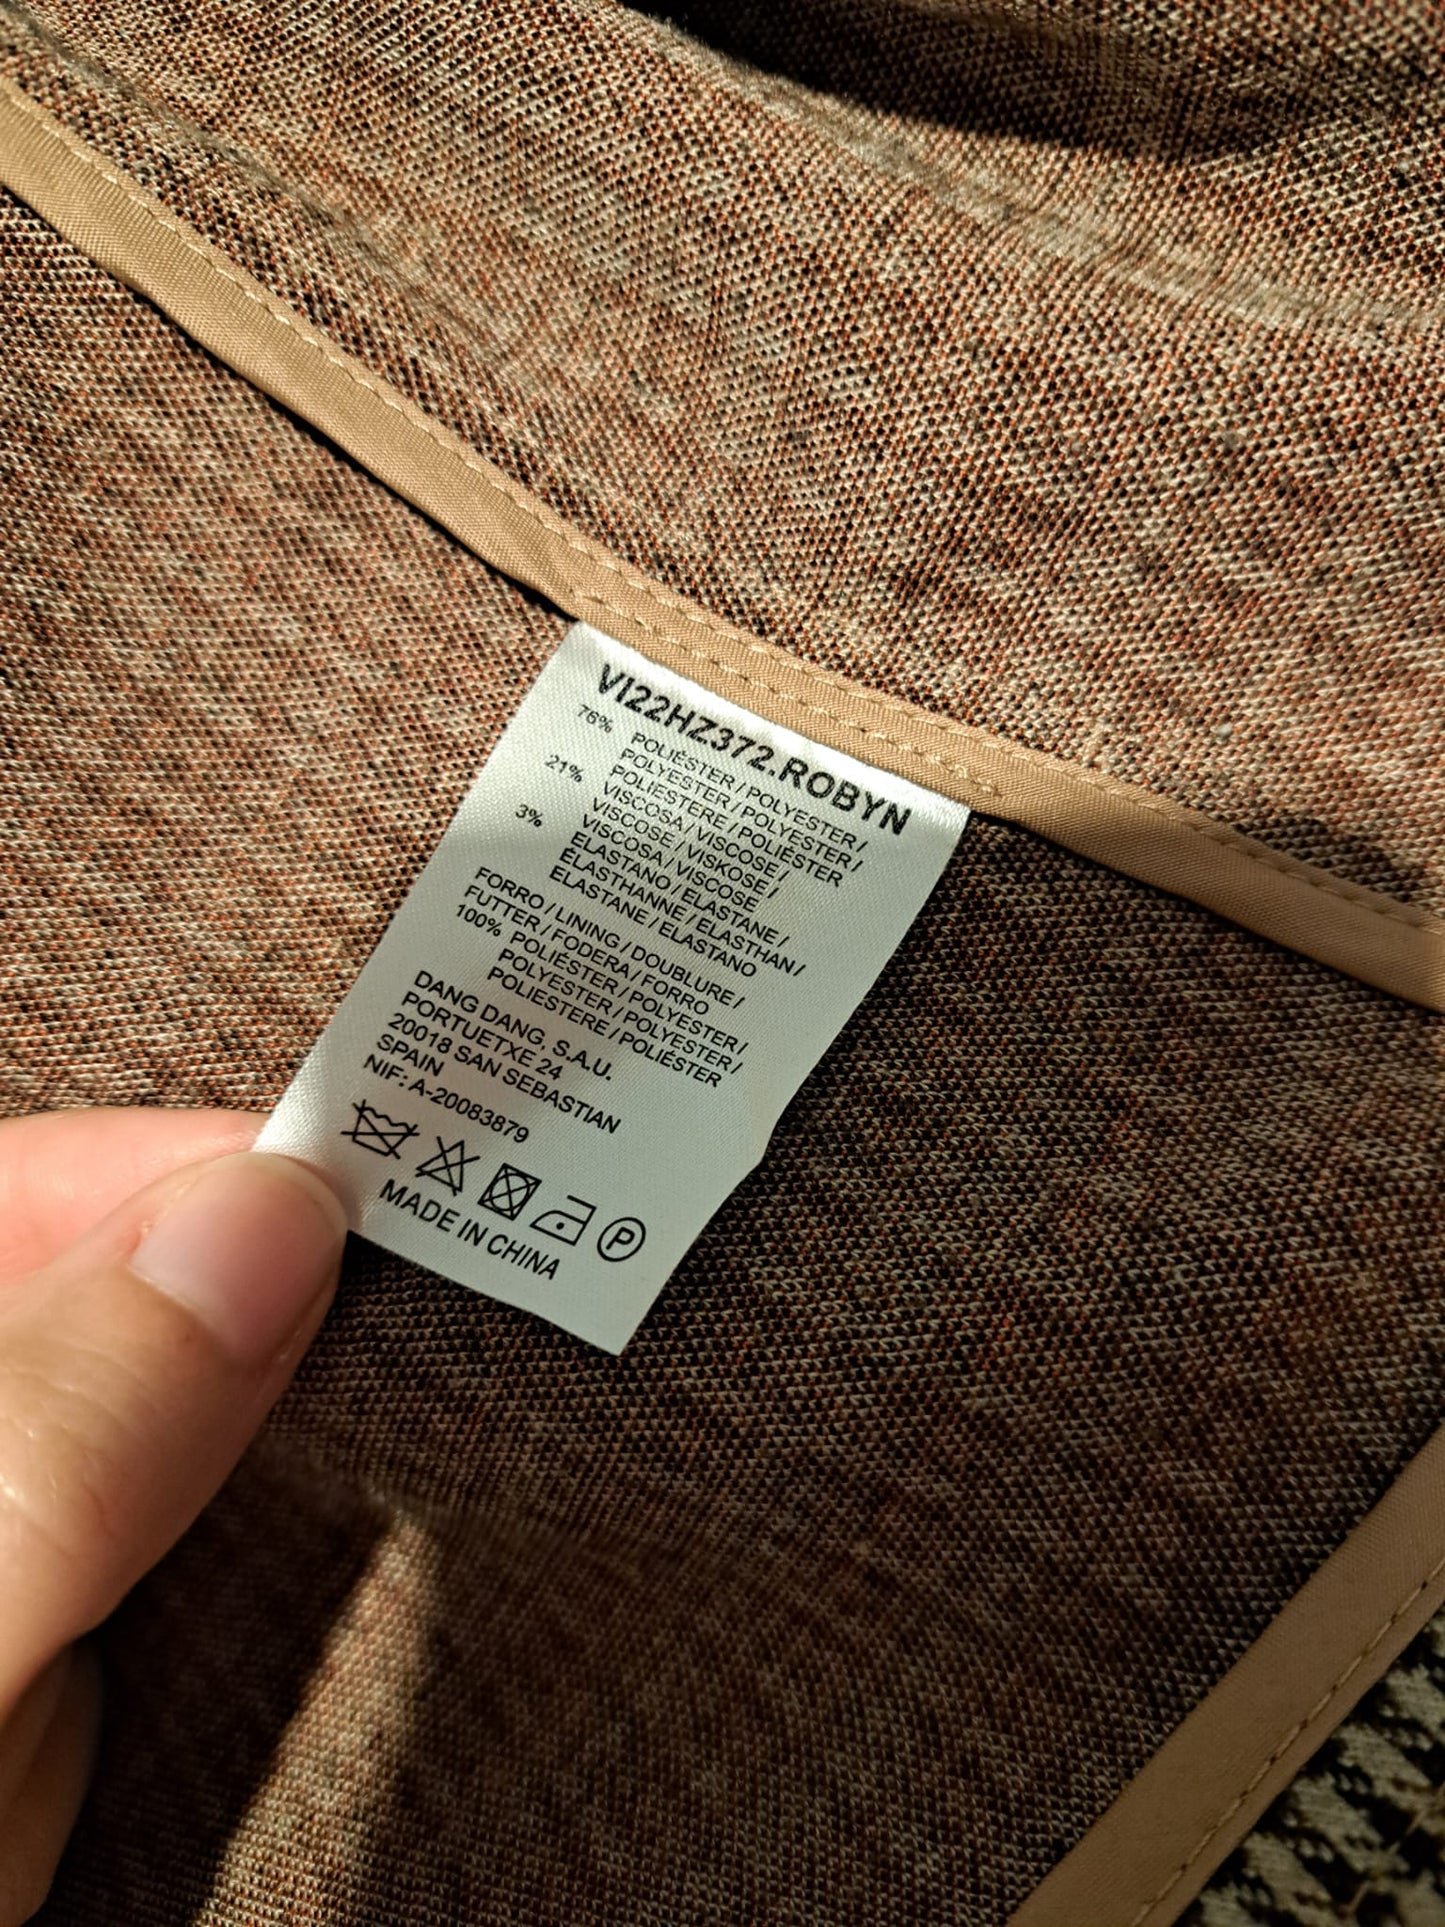 VI22HZ372.ROBYN
76% POLIÉSTER / POLYESTER /
POLYESTER / POLYESTER /
POLIESTERE / POLIÉSTER
21% VISCOSA / VISCOSE /
VISCOSE / VISKOSE /
VISCOSA / VISCOSE
3% ELASTANO / ELASTANE /
ÉLASTHANNE / ELASTHAN /
ELASTANE / ELASTANO
FORRO / LINING / DOUBLURE /
FUTTER / FODERA / FORRO
100% POLIÉSTER / POLYESTER /
POLYESTER / POLYESTER /
POLIESTERE / POLIÉSTER
DANG DANG, S.A.U.
PORTUETXE 24
20018 SAN SEBASTIAN
SPAIN
NIF: A-20083879
P
MADE IN CHINA